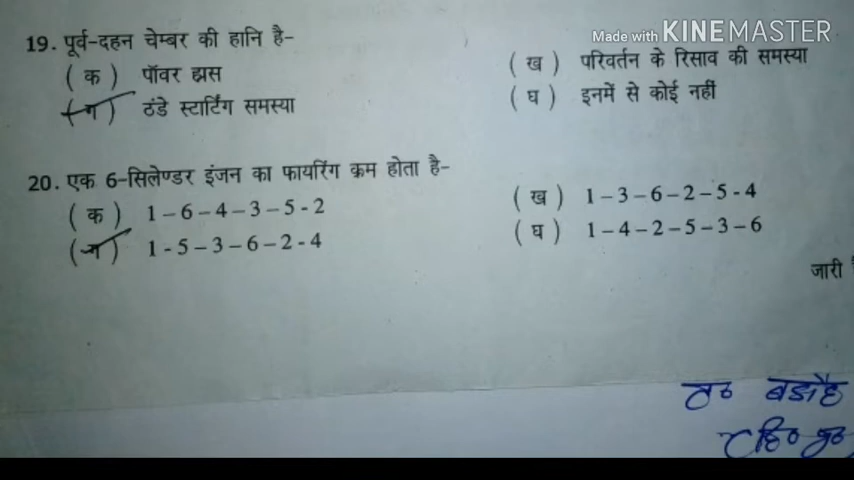 Made with KINEMASTER
19. पूर्व-दहन चेम्बर की हानि है-
( क ) पॉवर ह्रास ( ख ) परिवर्तन के रिसाव की समस्या
( ग ) ठंडे स्टार्टिंग समस्या ( घ ) इनमें से कोई नहीं
20. एक 6-सिलेण्डर इंजन का फायरिंग क्रम होता है-
( क ) 1 – 6 – 4 – 3 – 5 - 2 ( ख ) 1 – 3 – 6 – 2 – 5 - 4
( ग ) 1 - 5 – 3 – 6 – 2 - 4 ( घ ) 1 – 4 – 2 – 5 – 3 – 6
जारी